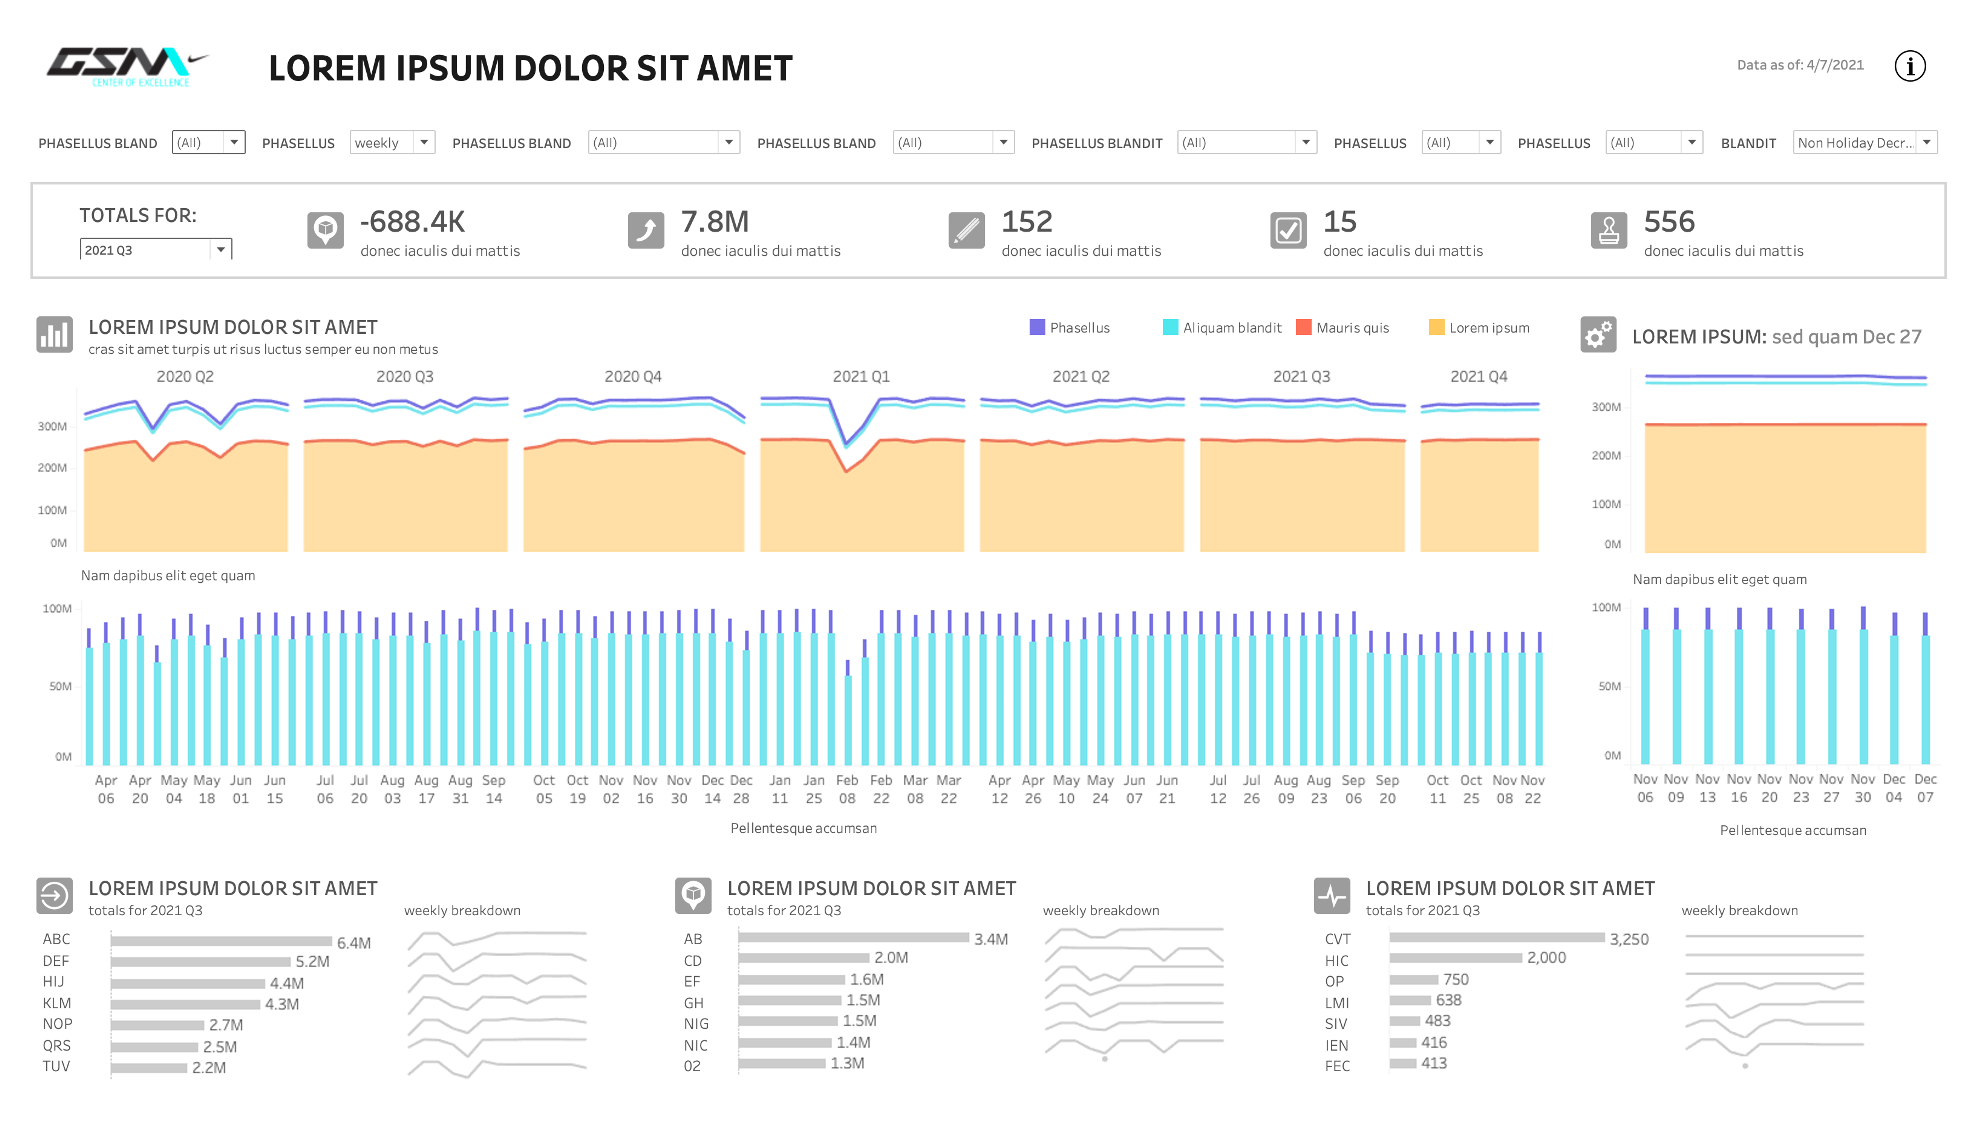 GSM
CENTER OF EXCELLENCE
LOREM IPSUM DOLOR SIT AMET
Data as of: 4/7/2021
i
PHASELLUS BLAND (All) PHASELLUS weekly PHASELLUS BLAND (All) PHASELLUS BLAND (All) PHASELLUS BLANDIT (All) PHASELLUS (All) PHASELLUS (All) BLANDIT Non Holiday Decr...
TOTALS FOR:
2021 Q3
-688.4K
donec iaculis dui mattis
7.8M
donec iaculis dui mattis
152
donec iaculis dui mattis
15
donec iaculis dui mattis
556
donec iaculis dui mattis
LOREM IPSUM DOLOR SIT AMET
cras sit amet turpis ut risus luctus semper eu non metus
Phasellus Aliquam blandit Mauris quis Lorem ipsum
2020 Q2 2020 Q3 2020 Q4 2021 Q1 2021 Q2 2021 Q3 2021 Q4
300M
200M
100M
0M
Nam dapibus elit eget quam
100M
50M
0M
Apr Apr May May Jun Jun Jul Jul Aug Aug Aug Sep Oct Oct Nov Nov Nov Dec Dec Jan Jan Feb Feb Mar Mar Apr Apr May May Jun Jun Jul Jul Aug Aug Sep Sep Oct Oct Nov Nov
06 20 04 18 01 15 06 20 03 17 31 14 05 19 02 16 30 14 28 11 25 08 22 08 22 12 26 10 24 07 21 12 26 09 23 06 20 11 25 08 22
Pellentesque accumsan
LOREM IPSUM: sed quam Dec 27
300M
200M
100M
0M
Nam dapibus elit eget quam
100M
50M
0M
Nov Nov Nov Nov Nov Nov Nov Nov Dec Dec
06 09 13 16 20 23 27 30 04 07
Pellentesque accumsan
LOREM IPSUM DOLOR SIT AMET
totals for 2021 Q3 weekly breakdown
ABC 6.4M
DEF 5.2M
HIJ 4.4M
KLM 4.3M
NOP 2.7M
QRS 2.5M
TUV 2.2M
LOREM IPSUM DOLOR SIT AMET
totals for 2021 Q3 weekly breakdown
AB 3.4M
CD 2.0M
EF 1.6M
GH 1.5M
NIG 1.5M
NIC 1.4M
02 1.3M
LOREM IPSUM DOLOR SIT AMET
totals for 2021 Q3 weekly breakdown
CVT 3,250
HIC 2,000
OP 750
LMI 638
SIV 483
IEN 416
FEC 413